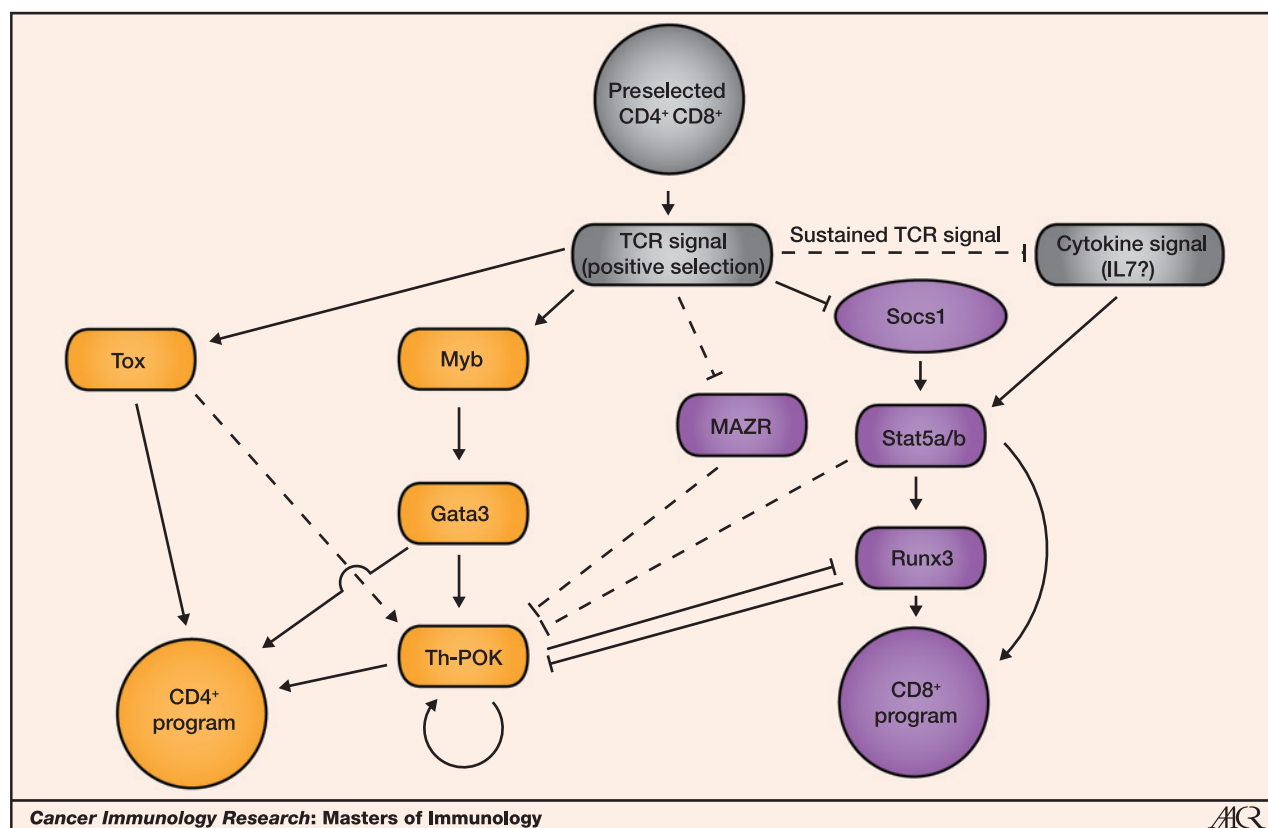 Preselected
CD4⁺ CD8⁺
TCR signal
(positive selection)
Sustained TCR signal
Cytokine signal
(IL7?)
Socs1
Tox
Myb
MAZR
Stat5a/b
Gata3
Runx3
Th-POK
CD4⁺
program
CD8⁺
program
Cancer Immunology Research: Masters of Immunology
AACR